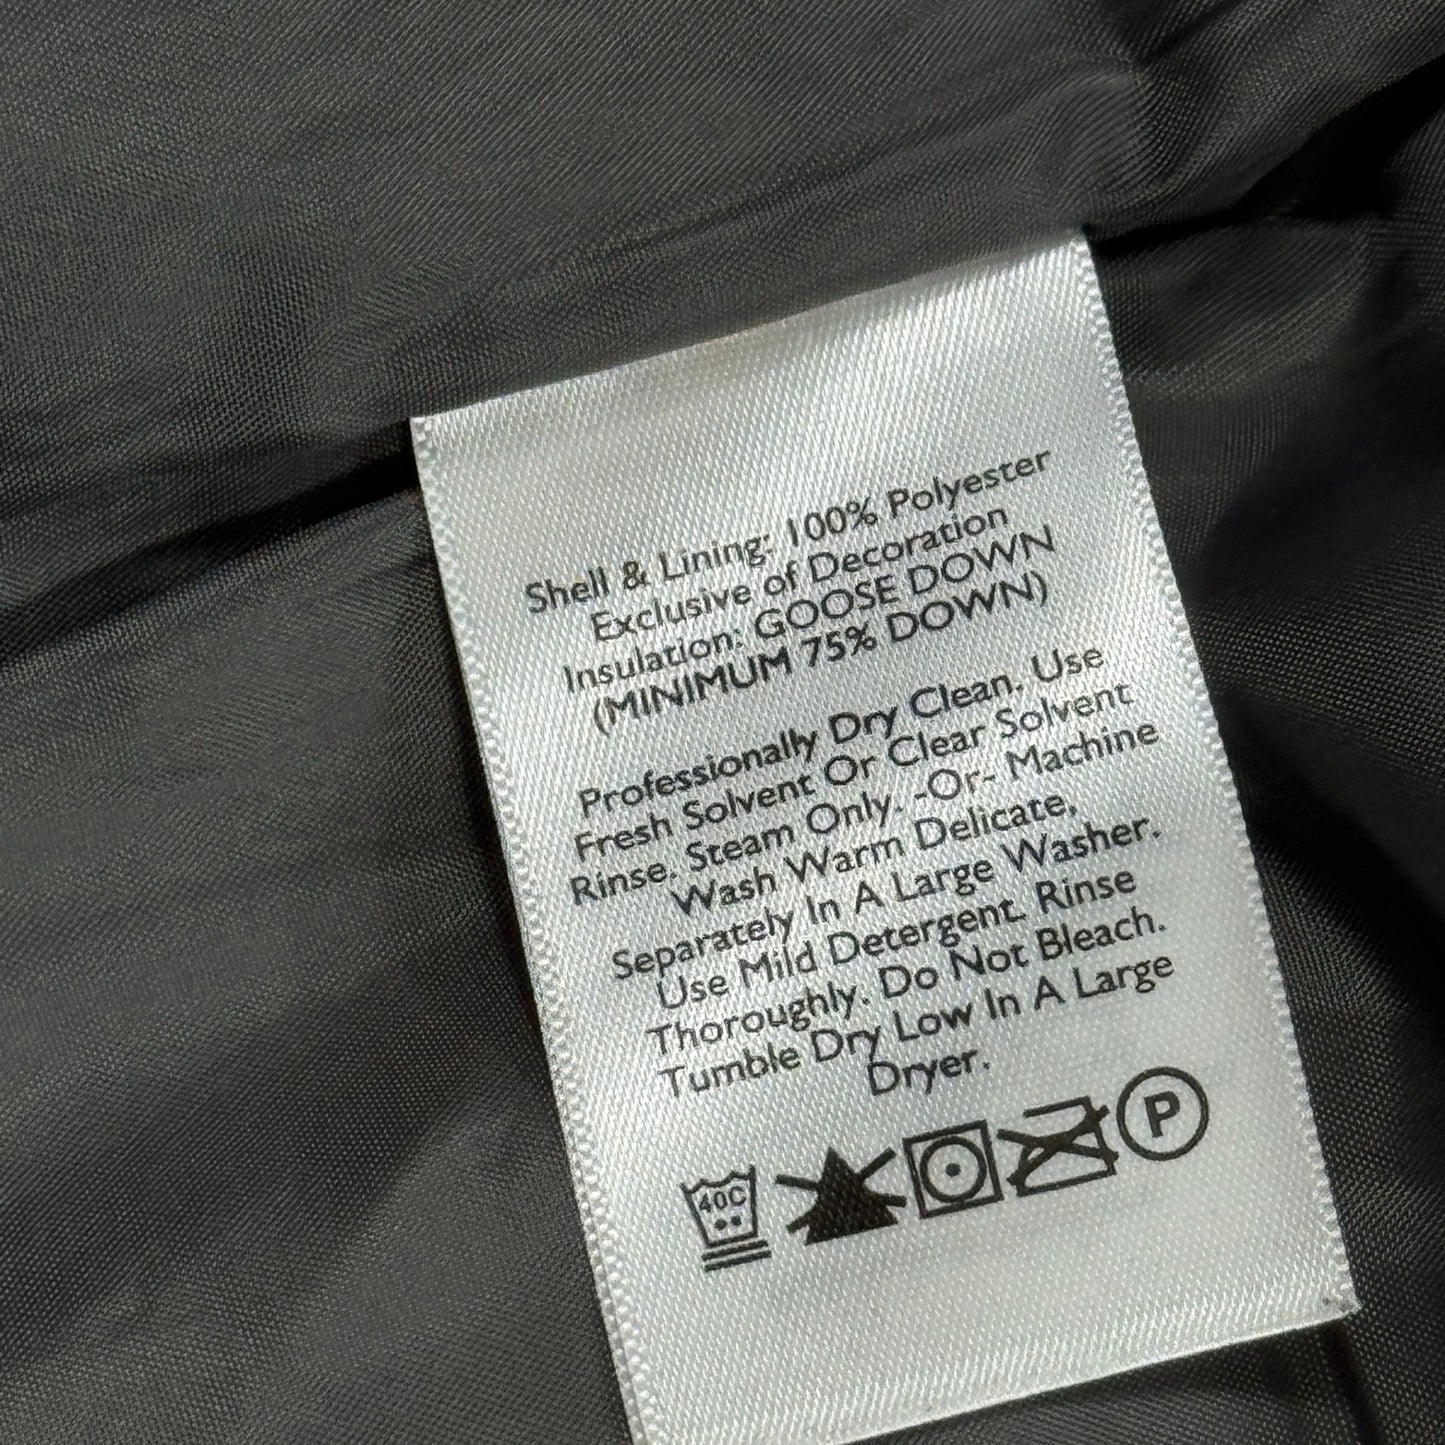 Shell & Lining: 100% Polyester
Exclusive of Decoration
Insulation: GOOSE DOWN
(MINIMUM 75% DOWN)
Professionally Dry Clean. Use
Fresh Solvent Or Clear Solvent
Rinse. Steam Only. -Or- Machine
Wash Warm Delicate,
Separately In A Large Washer.
Use Mild Detergent. Rinse
Thoroughly. Do Not Bleach.
Tumble Dry Low In A Large
Dryer.
40C P